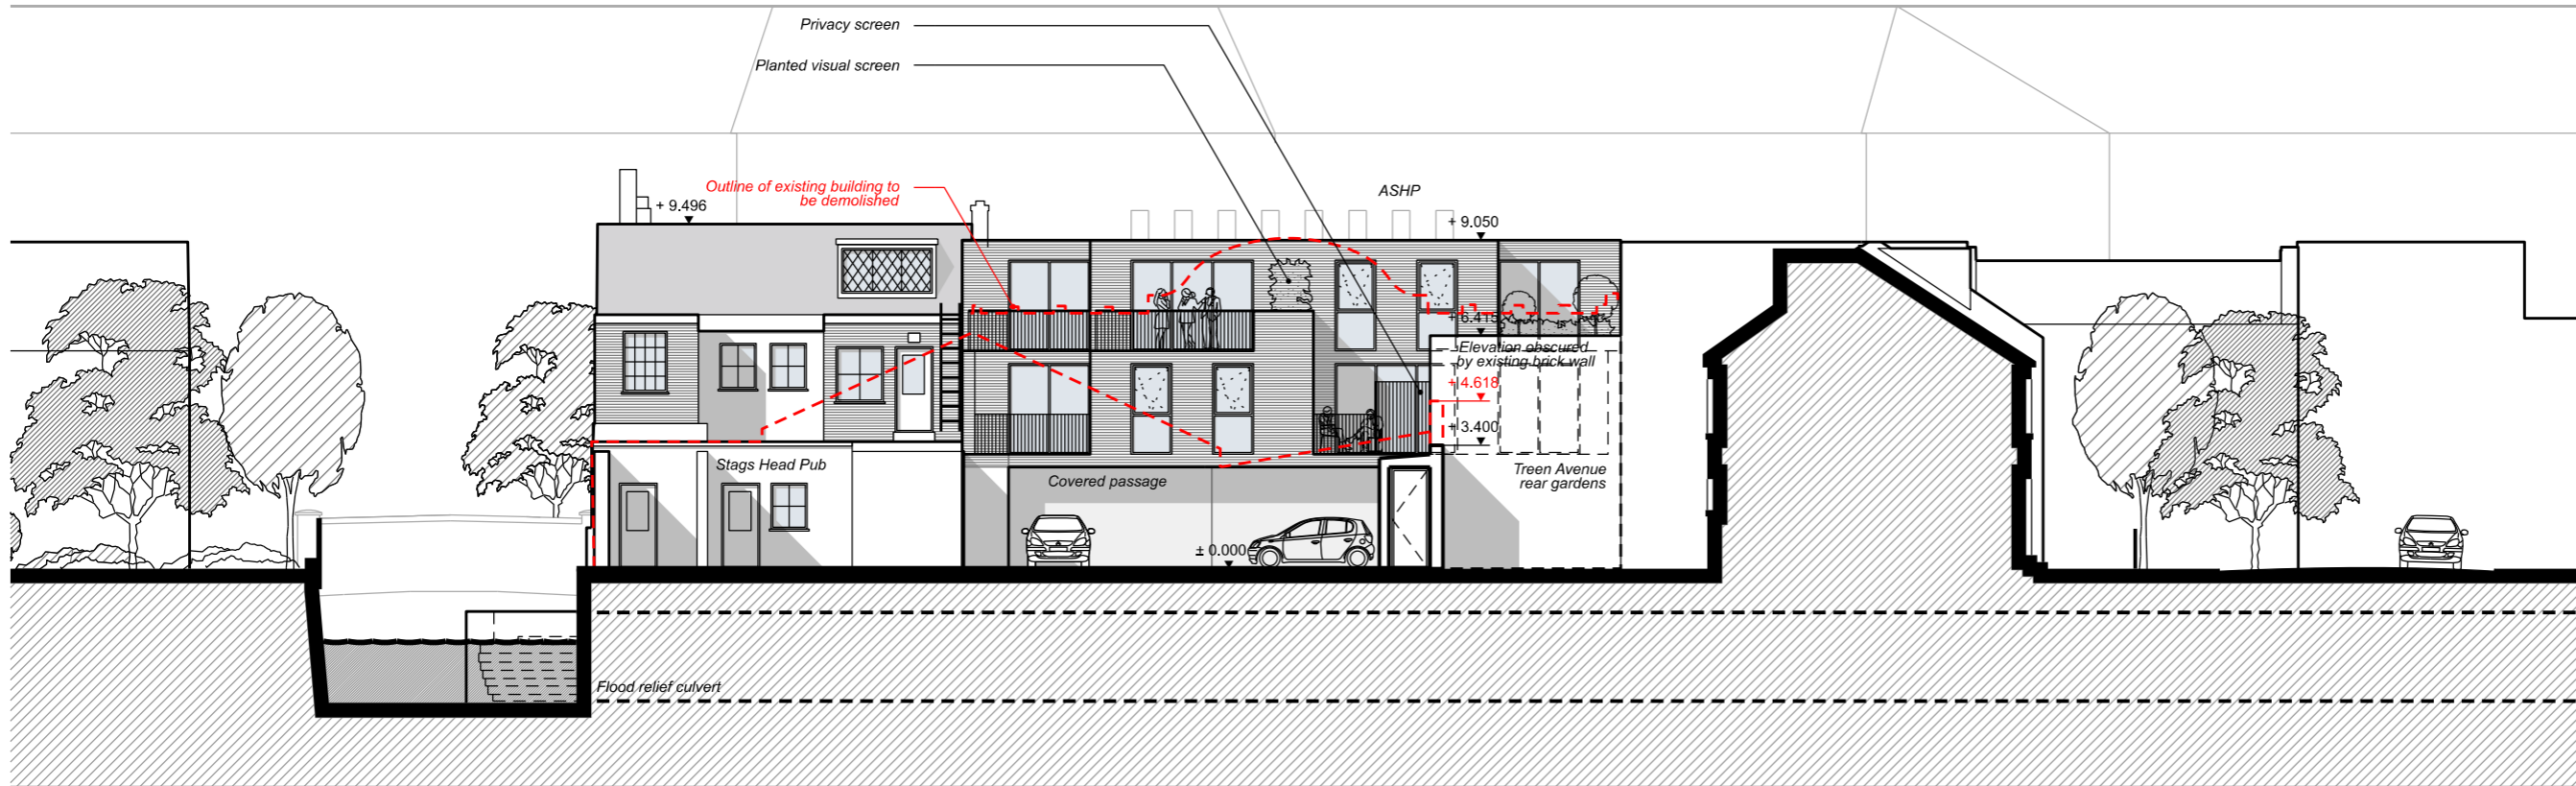 Privacy screen
Planted visual screen
Outline of existing building to
be demolished
ASHP
+ 9.496
+ 9.050
+ 6.415
Elevation obscured
by existing brick wall
+ 4.618
+3.400
Stags Head Pub
Covered passage
Treen Avenue
rear gardens
± 0.000
Flood relief culvert